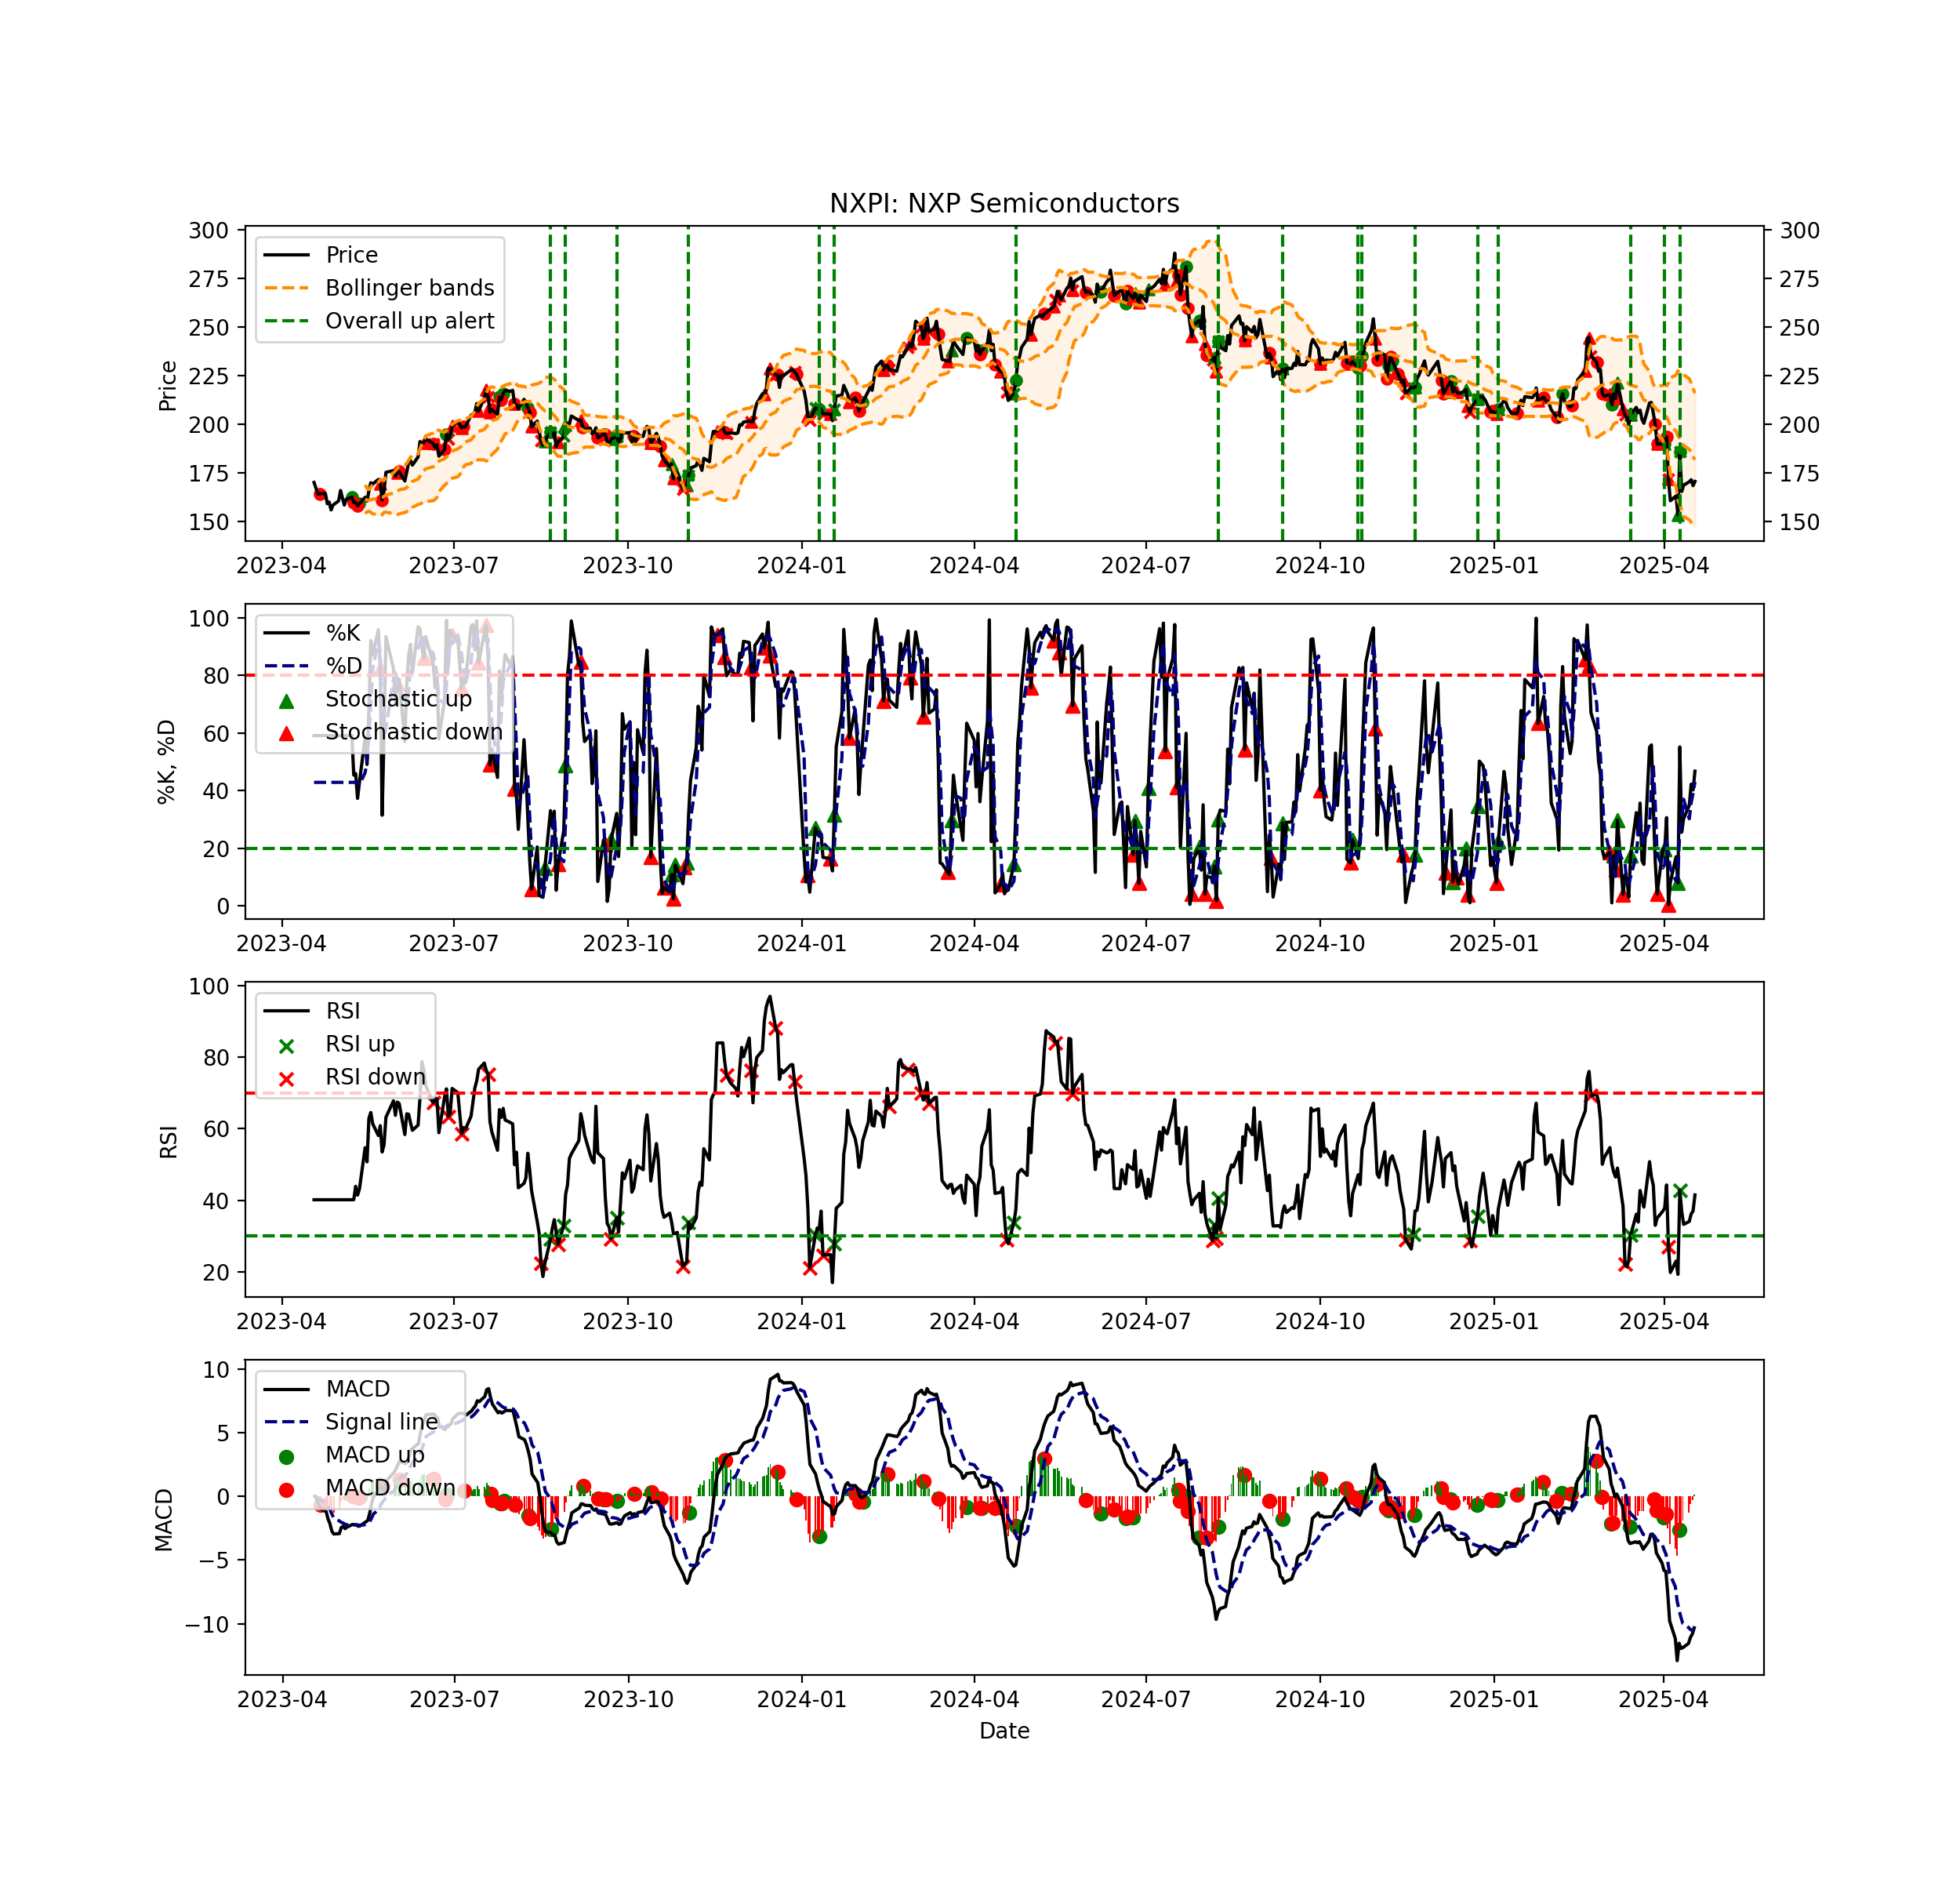 NXPI: NXP Semiconductors
Price
300
275
250
225
200
175
150
300
275
250
225
200
175
150
Price
Bollinger bands
Overall up alert
2023-04 2023-07 2023-10 2024-01 2024-04 2024-07 2024-10 2025-01 2025-04
%K, %D
100
80
60
40
20
0
%K
%D
Stochastic up
Stochastic down
2023-04 2023-07 2023-10 2024-01 2024-04 2024-07 2024-10 2025-01 2025-04
RSI
100
80
60
40
20
RSI
RSI up
RSI down
2023-04 2023-07 2023-10 2024-01 2024-04 2024-07 2024-10 2025-01 2025-04
MACD
10
5
0
−5
−10
MACD
Signal line
MACD up
MACD down
2023-04 2023-07 2023-10 2024-01 2024-04 2024-07 2024-10 2025-01 2025-04
Date